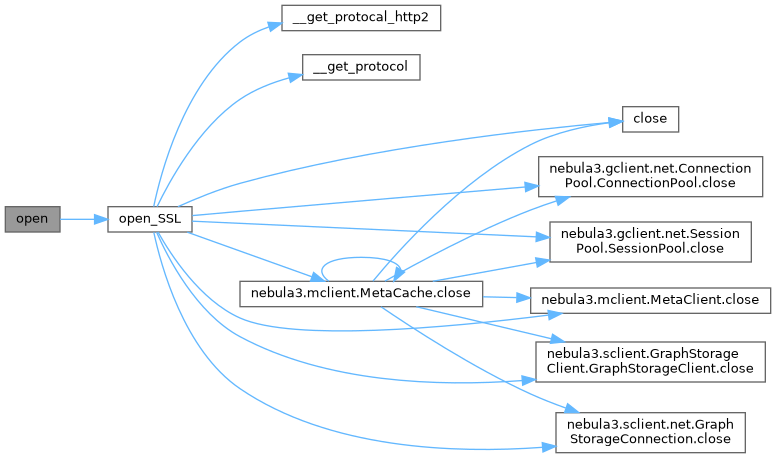 __get_protocal_http2
__get_protocol
close
nebula3.gclient.net.Connection
Pool.ConnectionPool.close
open
open_SSL
nebula3.gclient.net.Session
Pool.SessionPool.close
nebula3.mclient.MetaCache.close
nebula3.mclient.MetaClient.close
nebula3.sclient.GraphStorage
Client.GraphStorageClient.close
nebula3.sclient.net.Graph
StorageConnection.close